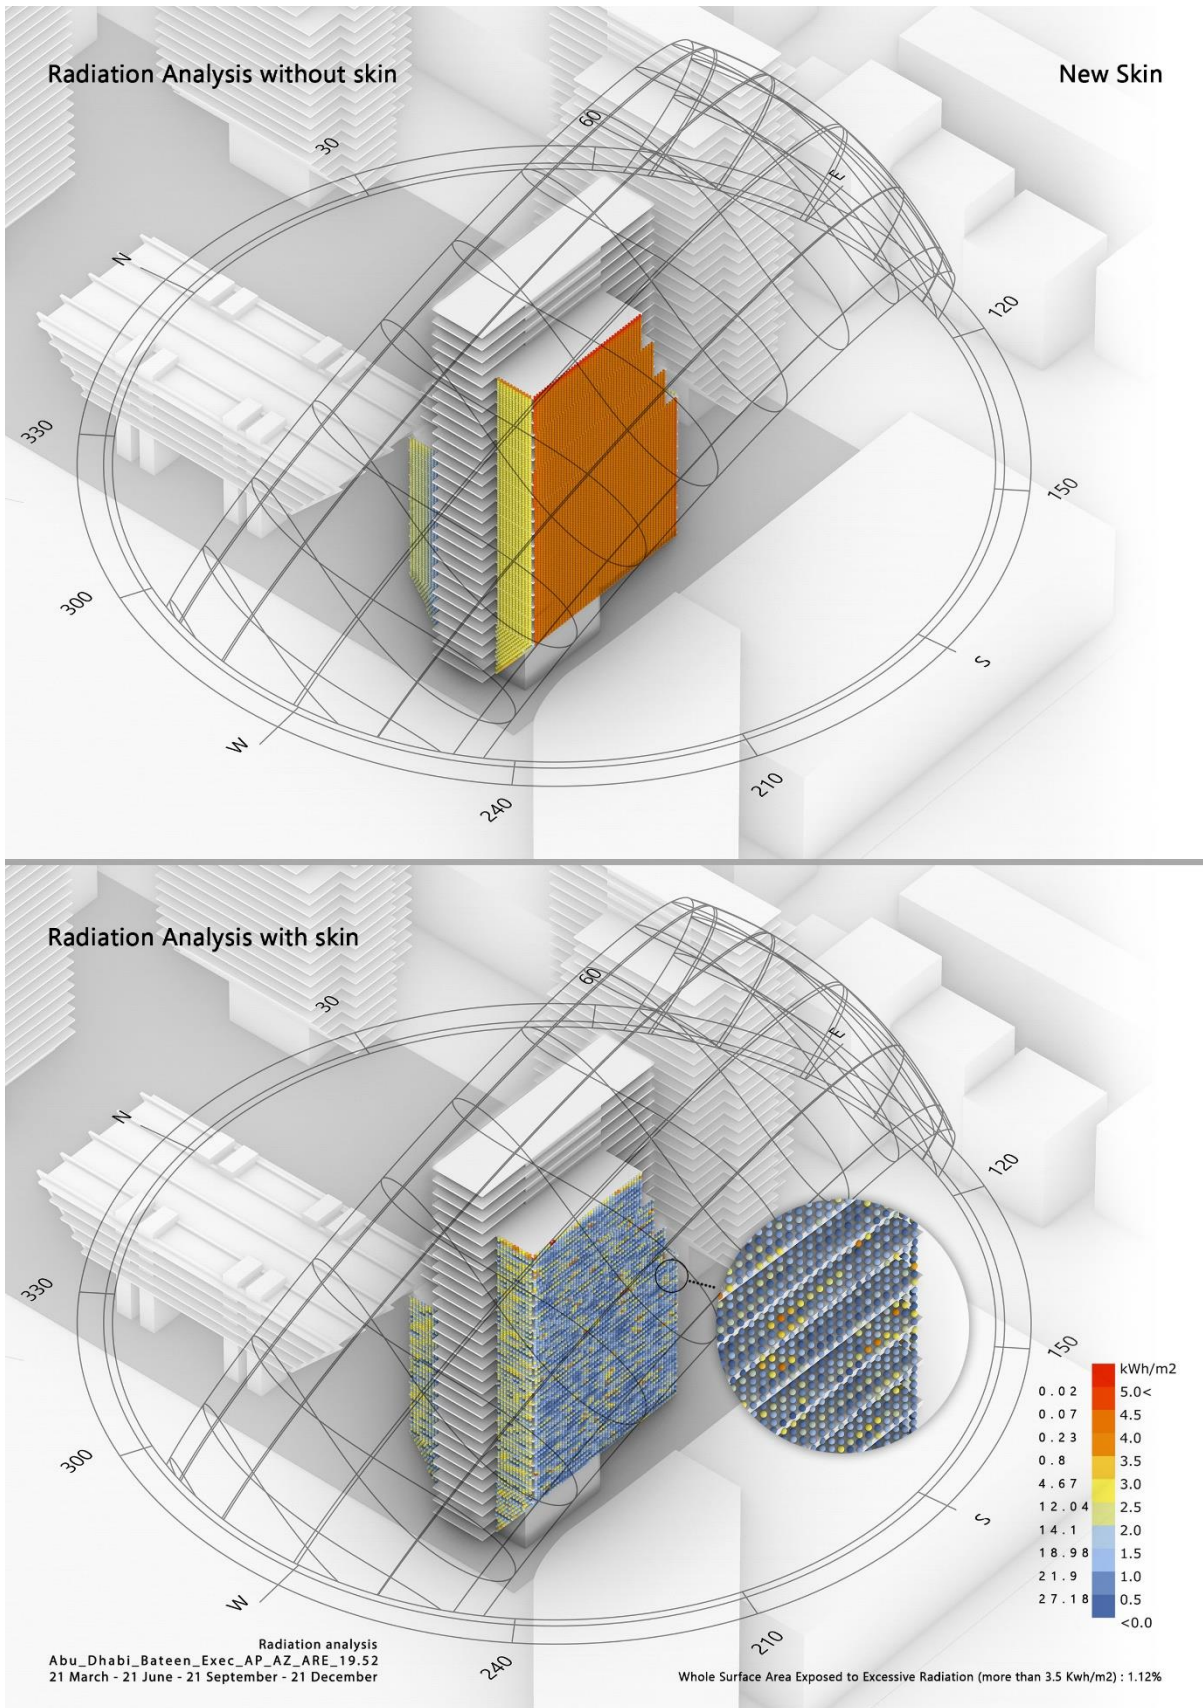 Radiation Analysis without skin
New Skin
60
30
E
N
120
330
150
300
S
W
210
240
Radiation Analysis with skin
60
30
E
N
120
330
150
kWh/m2
0.02 5.0<
0.07 4.5
0.23 4.0
0.8 3.5
4.67 3.0
12.04 2.5
14.1 2.0
18.98 1.5
21.9 1.0
27.18 0.5
<0.0
300
S
W
210
240
Radiation analysis
Abu_Dhabi_Bateen_Exec_AP_AZ_ARE_19.52
21 March - 21 June - 21 September - 21 December
Whole Surface Area Exposed to Excessive Radiation (more than 3.5 Kwh/m2) : 1.12%